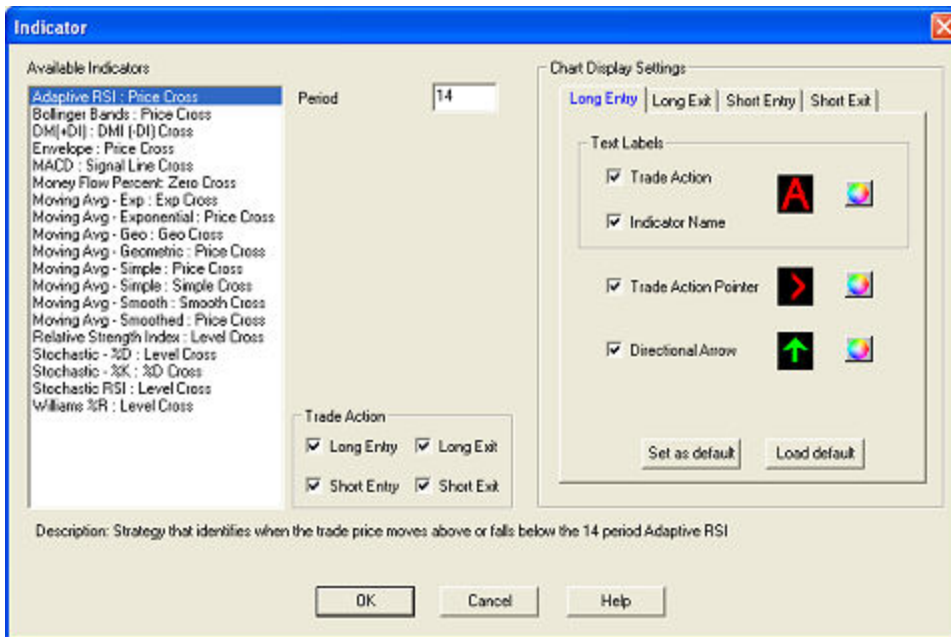 Indicator
Available Indicators
Adaptive RSI : Price Cross
Bollinger Bands : Price Cross
DMI(+DI) : DMI (-DI) Cross
Envelope : Price Cross
MACD : Signal Line Cross
Money Flow Percent: Zero Cross
Moving Avg - Exp : Exp Cross
Moving Avg - Exponential : Price Cross
Moving Avg - Geo : Geo Cross
Moving Avg - Geometric : Price Cross
Moving Avg - Simple : Price Cross
Moving Avg - Simple : Simple Cross
Moving Avg - Smooth : Smooth Cross
Moving Avg - Smoothed : Price Cross
Relative Strength Index : Level Cross
Stochastic - %D : Level Cross
Stochastic - %K : %D Cross
Stochastic RSI : Level Cross
Williams %R : Level Cross
Period 14
Trade Action
Long Entry Long Exit
Short Entry Short Exit
Chart Display Settings
Long Entry Long Exit Short Entry Short Exit
Text Labels
Trade Action A
Indicator Name
Trade Action Pointer
Directional Arrow
Set as default Load default
Description: Strategy that identifies when the trade price moves above or falls below the 14 period Adaptive RSI
OK Cancel Help